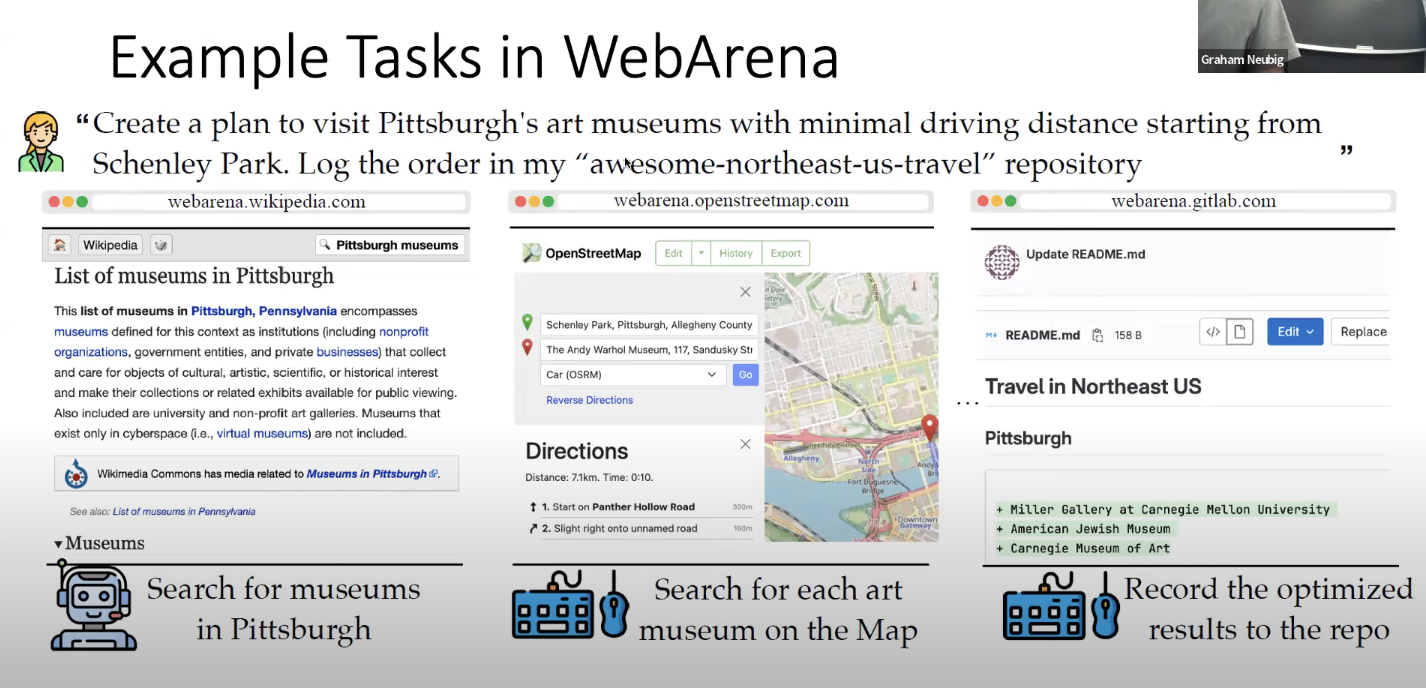 Example Tasks in WebArena
Graham Neubig
“Create a plan to visit Pittsburgh's art museums with minimal driving distance starting from
Schenley Park. Log the order in my “awesome-northeast-us-travel” repository ”
webarena.wikipedia.com
Wikipedia
Pittsburgh museums
List of museums in Pittsburgh
This list of museums in Pittsburgh, Pennsylvania encompasses
museums defined for this context as institutions (including nonprofit
organizations, government entities, and private businesses) that collect
and care for objects of cultural, artistic, scientific, or historical interest
and make their collections or related exhibits available for public viewing.
Also included are university and non-profit art galleries. Museums that
exist only in cyberspace (i.e., virtual museums) are not included.
Wikimedia Commons has media related to Museums in Pittsburgh.
See also: List of museums in Pennsylvania
▾Museums
Search for museums
in Pittsburgh
webarena.openstreetmap.com
OpenStreetMap
Edit
History
Export
Schenley Park, Pittsburgh, Allegheny County
The Andy Warhol Museum, 117, Sandusky Str
Car (OSRM)
Go
Reverse Directions
Directions
Distance: 7.1km. Time: 0:10.
1. Start on Panther Hollow Road 300m
2. Slight right onto unnamed road 160m
Allegheny
North
Side
Fort Duquesne
Bridge
Downtown
Gateway
Search for each art
museum on the Map
...
webarena.gitlab.com
Update README.md
README.md
158 B
</>
Edit
Replace
Travel in Northeast US
Pittsburgh
+ Miller Gallery at Carnegie Mellon University
+ American Jewish Museum
+ Carnegie Museum of Art
Record the optimized
results to the repo